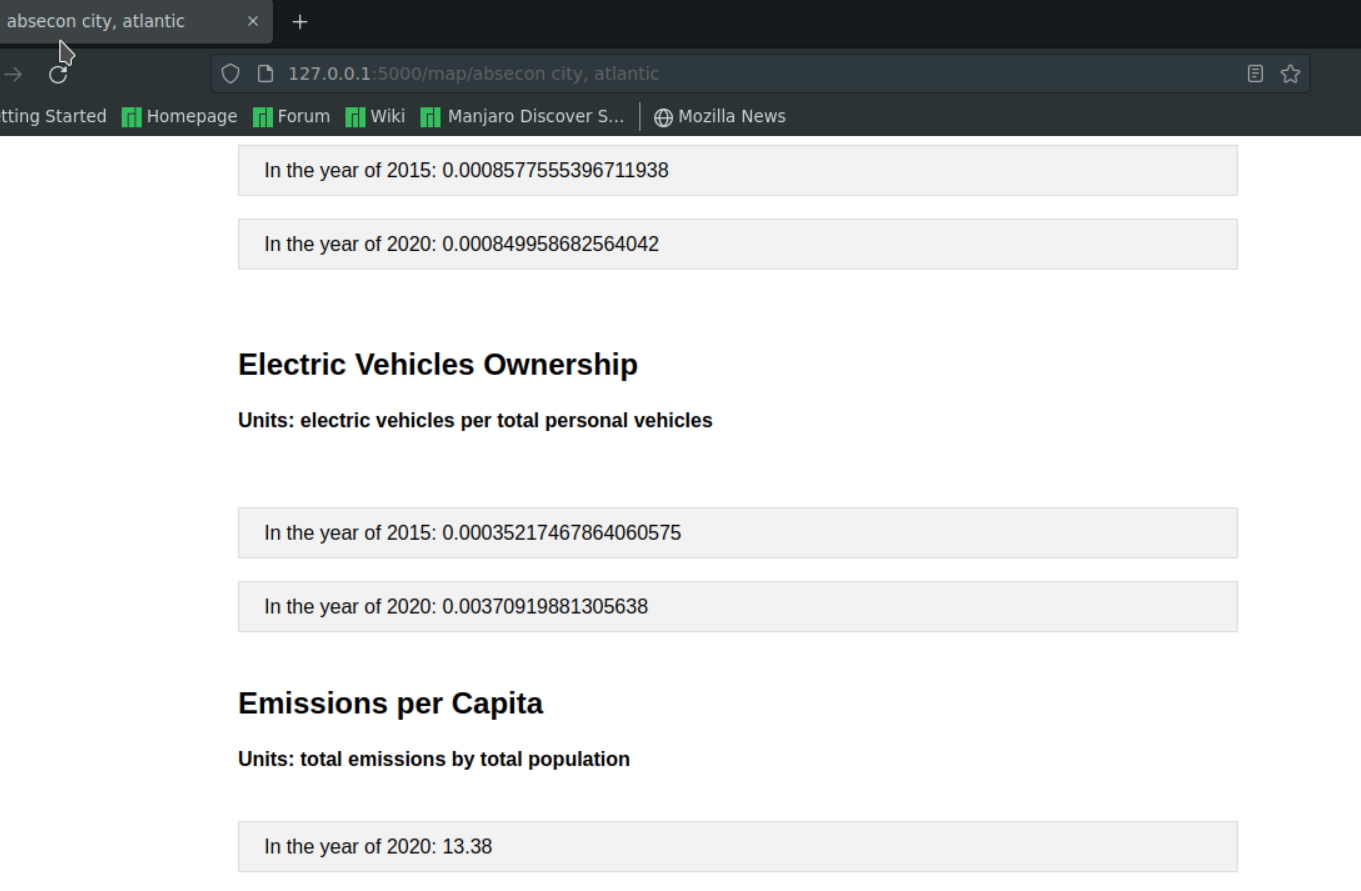 absecon city, atlantic
127.0.0.1:5000/map/absecon city, atlantic
tting Started Homepage Forum Wiki Manjaro Discover S... Mozilla News
In the year of 2015: 0.0008577555396711938
In the year of 2020: 0.000849958682564042
Electric Vehicles Ownership
Units: electric vehicles per total personal vehicles
In the year of 2015: 0.00035217467864060575
In the year of 2020: 0.00370919881305638
Emissions per Capita
Units: total emissions by total population
In the year of 2020: 13.38